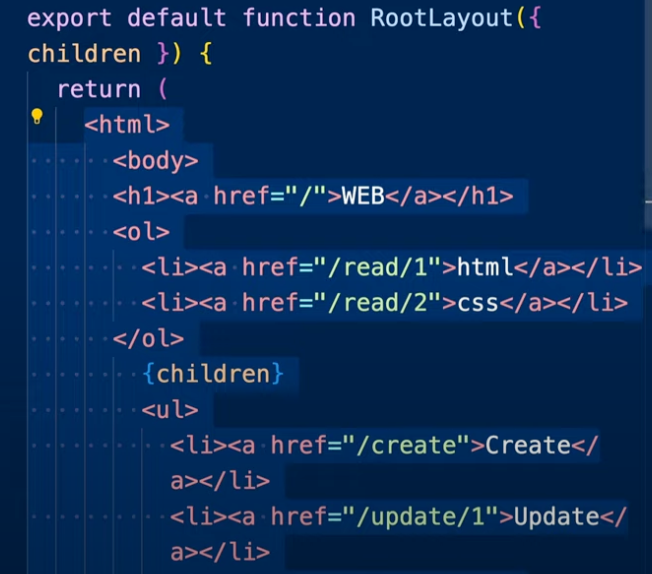 export default function RootLayout({
children }) {
return (
<html>
<body>
<h1><a href="/">WEB</a></h1>
<ol>
<li><a href="/read/1">html</a></li>
<li><a href="/read/2">css</a></li>
</ol>
{children}
<ul>
<li><a href="/create">Create</
a></li>
<li><a href="/update/1">Update</
a></li>